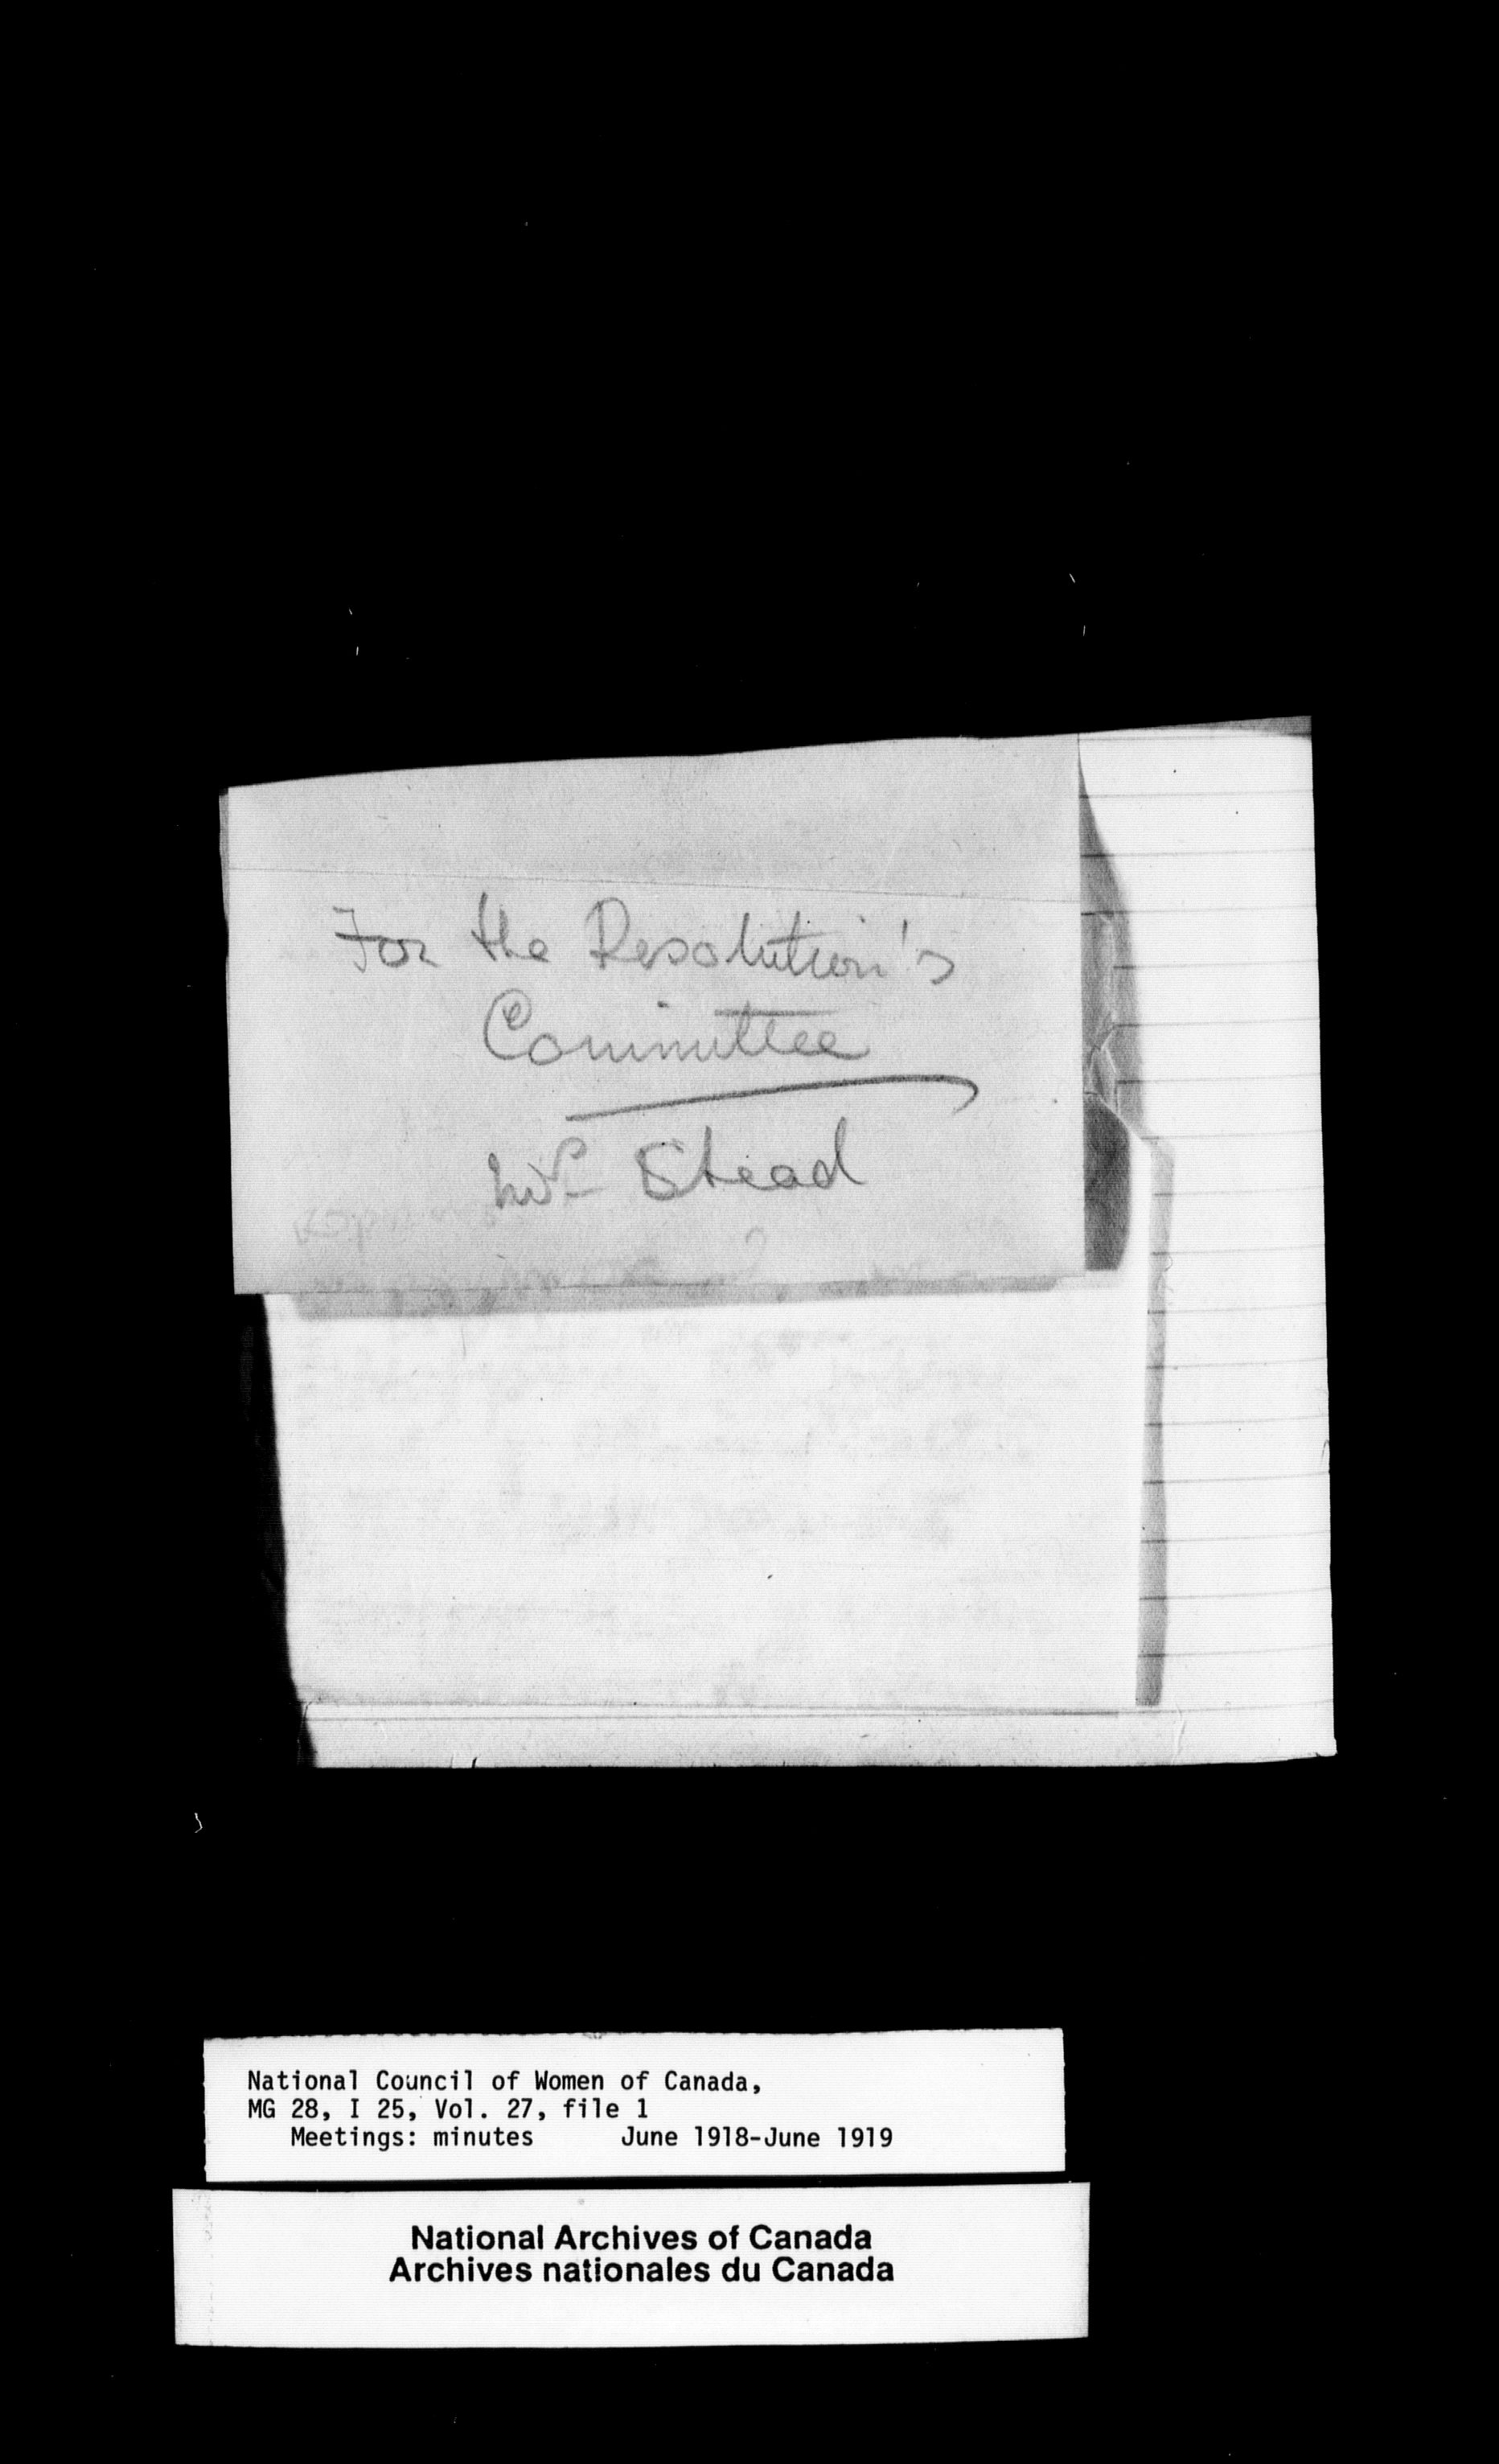 For the Resolution's
Committee
Mrs Stead
National Council of Women of Canada,
MG 28, I 25, Vol. 27, file 1
Meetings: minutes June 1918-June 1919
National Archives of Canada
Archives nationales du Canada